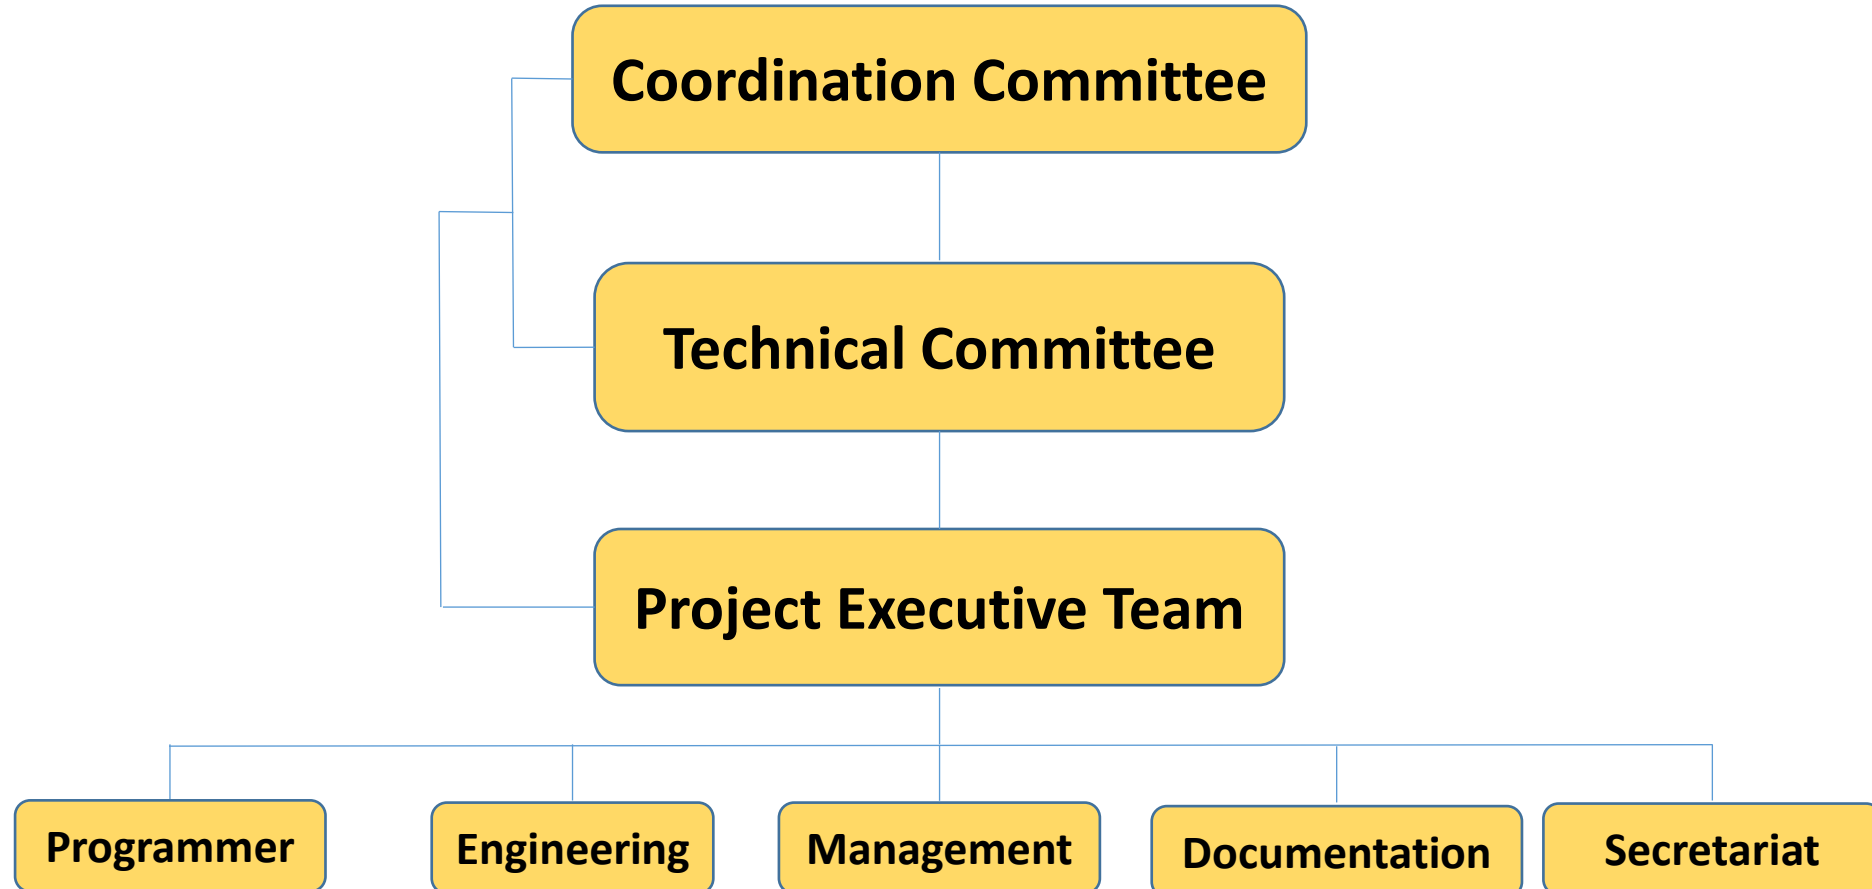 Coordination Committee
Technical Committee
Project Executive Team
Programmer
Engineering
Management
Documentation
Secretariat